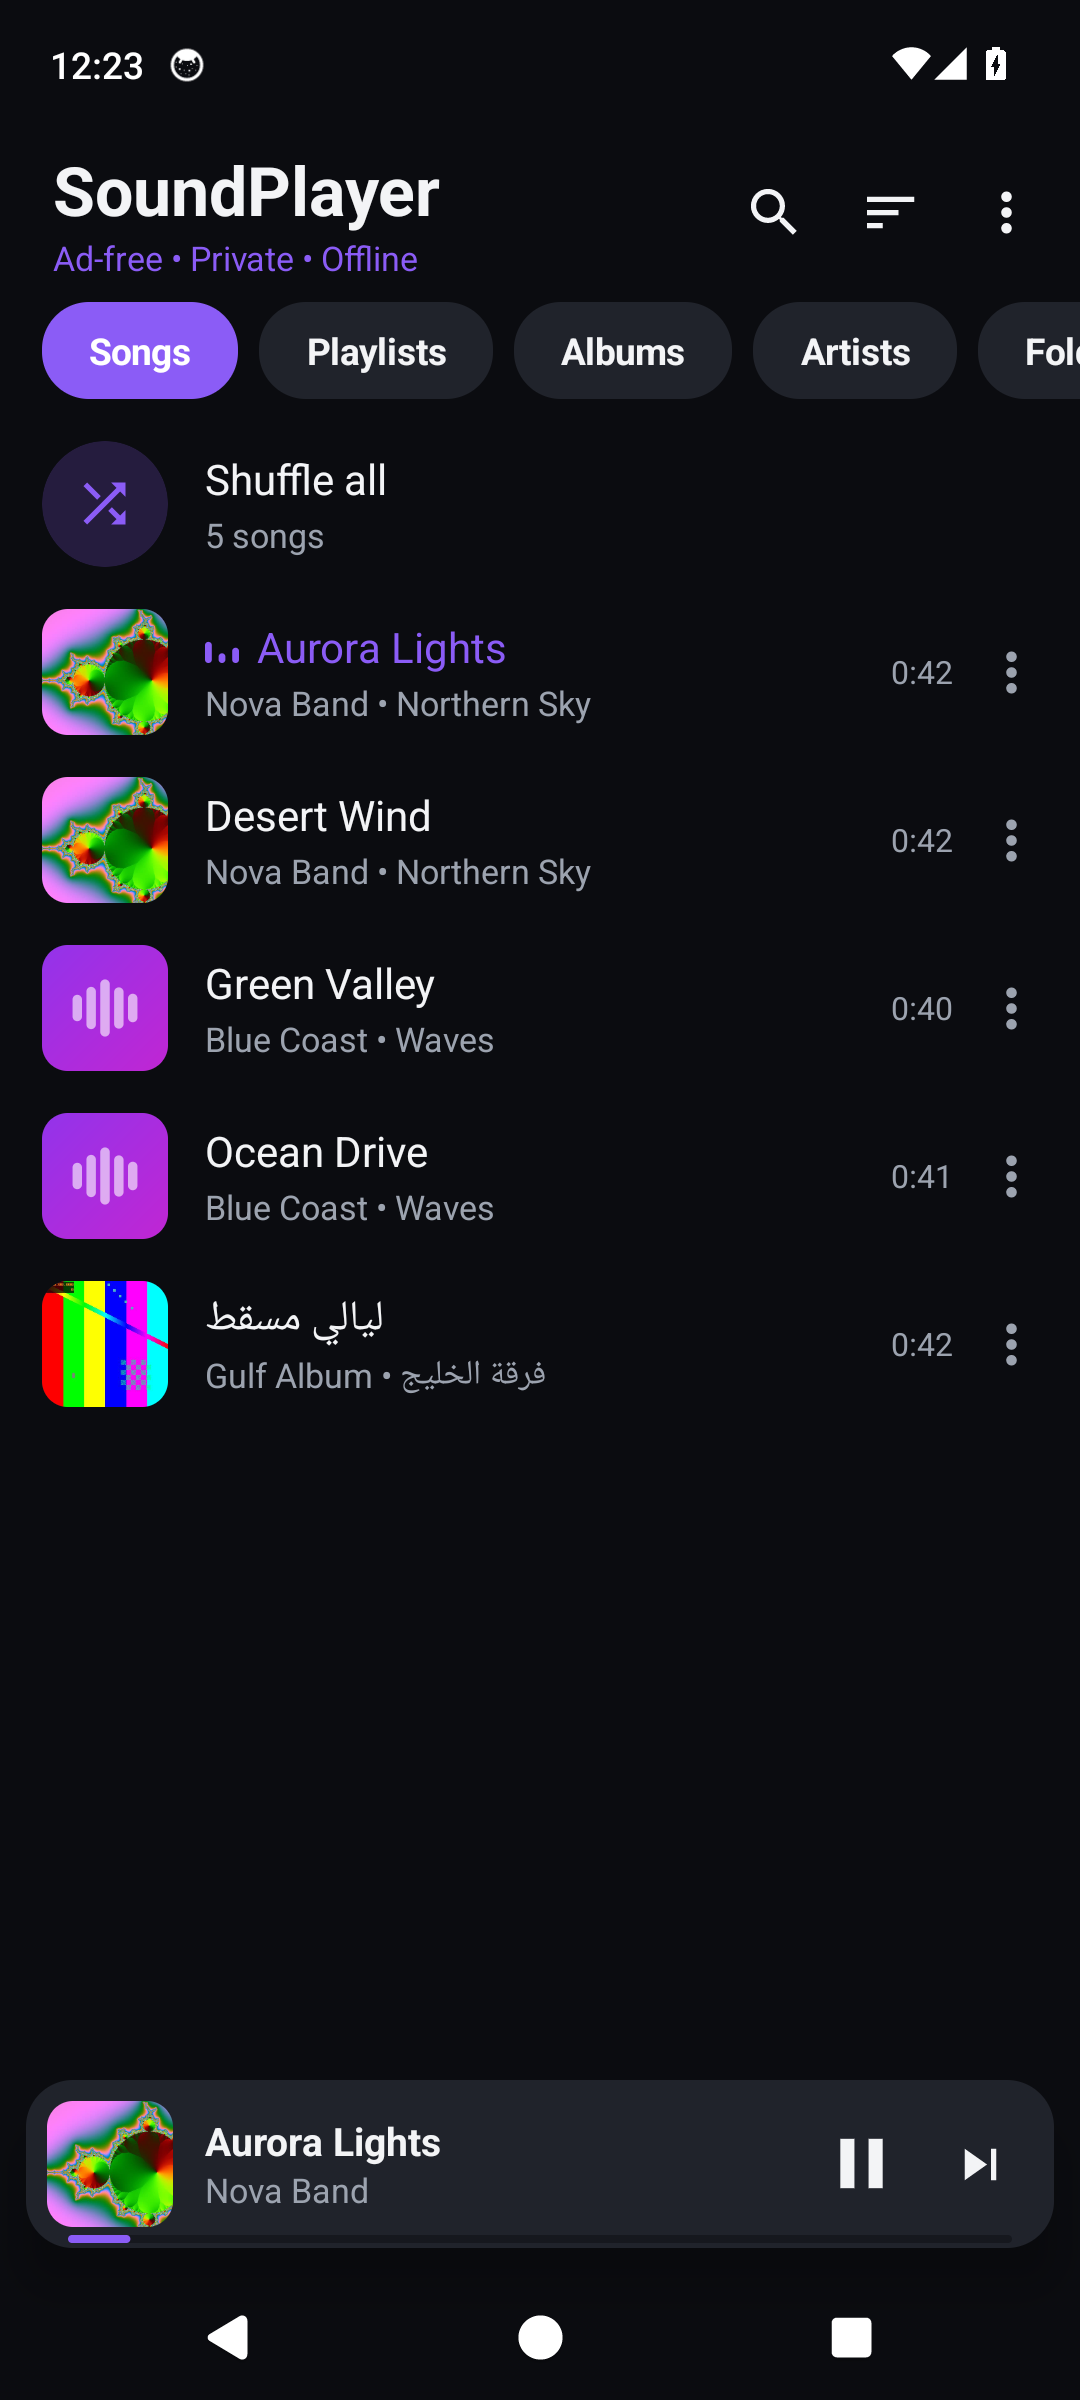 12:23
SoundPlayer
Ad-free • Private • Offline
Songs
Playlists
Albums
Artists
Fol
Shuffle all
5 songs
Aurora Lights
Nova Band • Northern Sky
0:42
Desert Wind
Nova Band • Northern Sky
0:42
Green Valley
Blue Coast • Waves
0:40
Ocean Drive
Blue Coast • Waves
0:41
ليالي مسقط
Gulf Album • فرقة الخليج
0:42
Aurora Lights
Nova Band